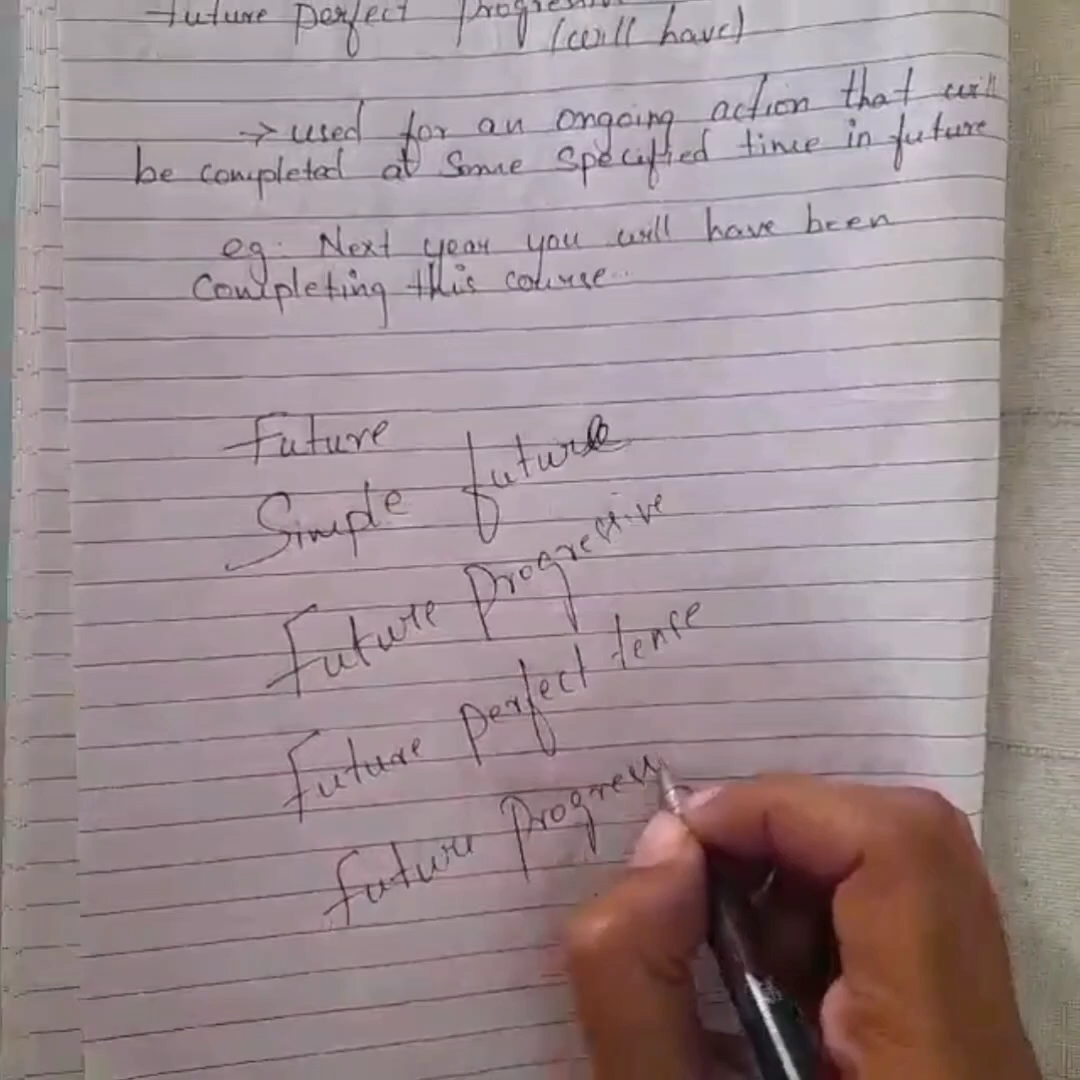 future perfect progressive
(will have)
→ used for an ongoing action that will
be completed at some specified time in future
eg: Next year you will have been
completing this course...
Future
Simple future
Future Progressive
Future perfect tense
Future Progress